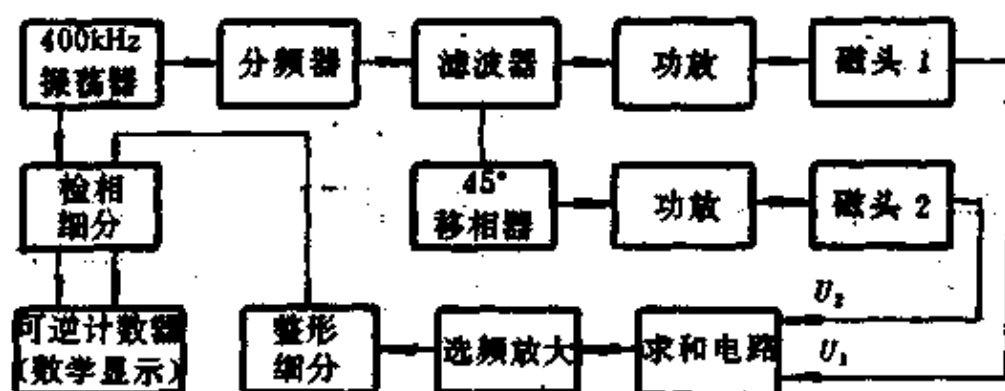 400kHz
振荡器
分频器
滤波器
功放
磁头 1
检相
细分
45°
移相器
功放
磁头 2
U₂
U₁
可逆计数器
(数学显示)
整形
细分
选频放大
求和电路